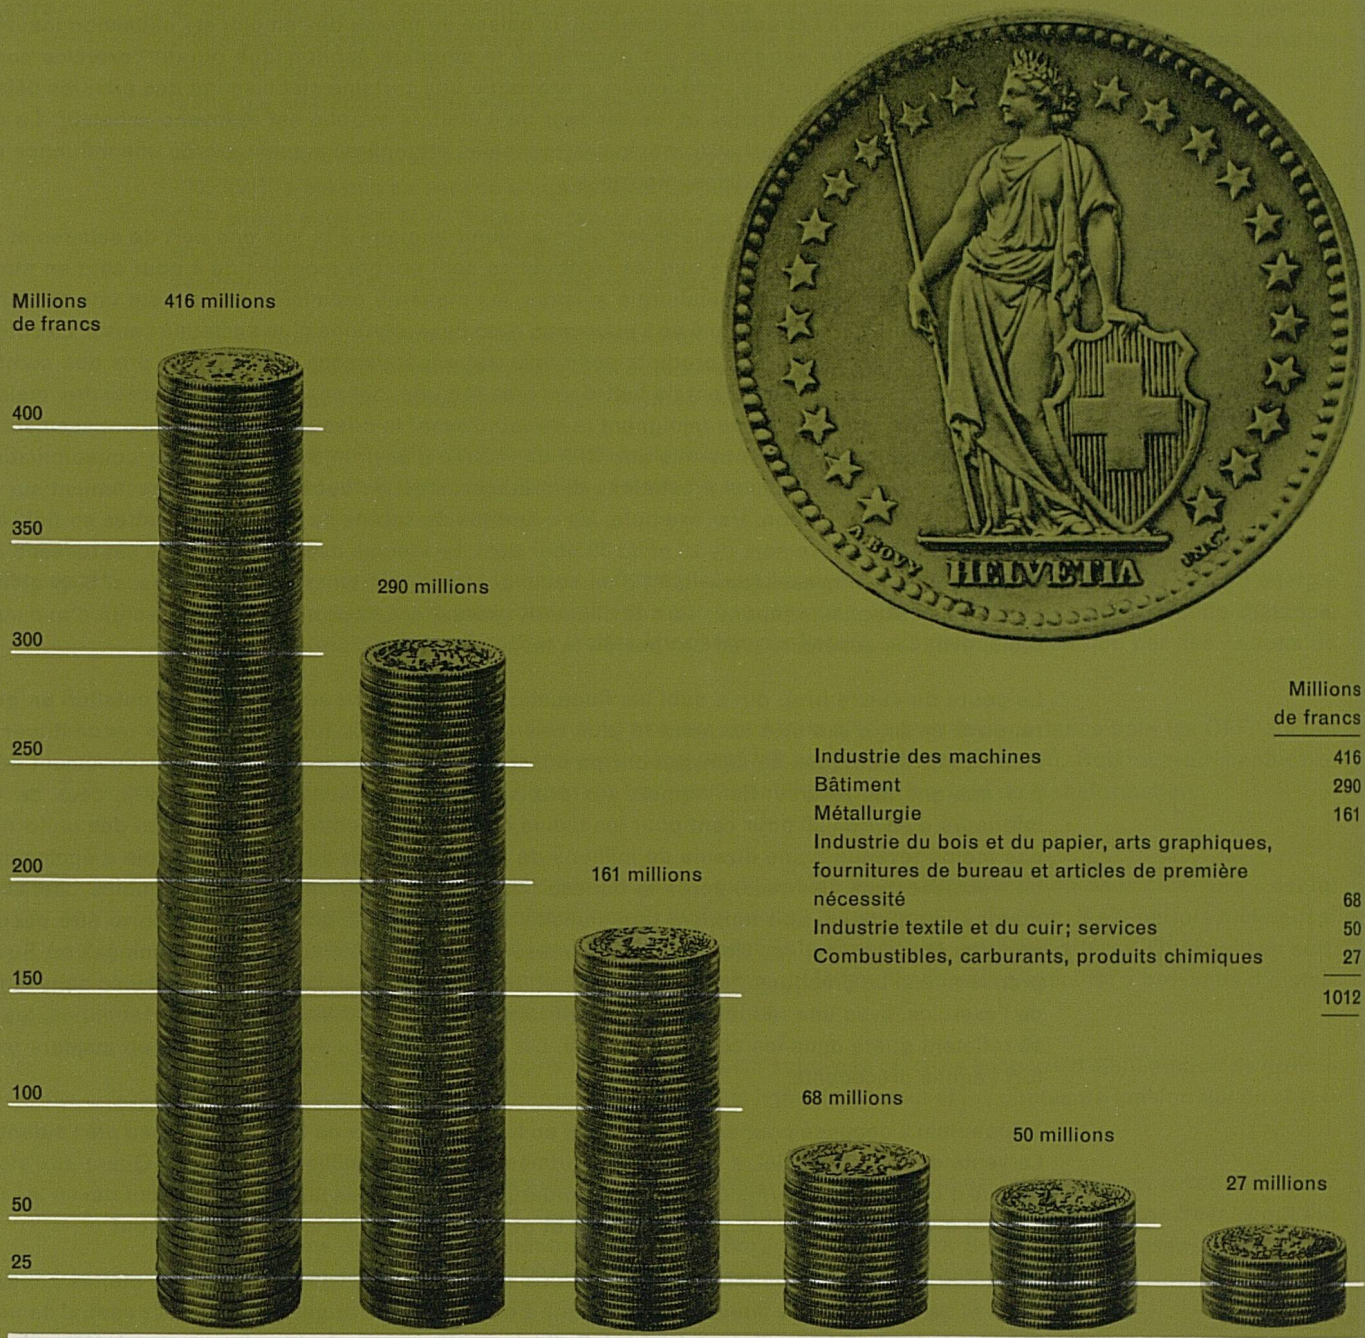 A. BOVY
HELVETIA
Millions
de francs
416 millions
400
350
300
250
200
150
100
50
25
290 millions
161 millions
68 millions
50 millions
27 millions
Millions
de francs
Industrie des machines 416
Bâtiment 290
Métallurgie 161
Industrie du bois et du papier, arts graphiques,
fournitures de bureau et articles de première
nécessité 68
Industrie textile et du cuir; services 50
Combustibles, carburants, produits chimiques 27
1012